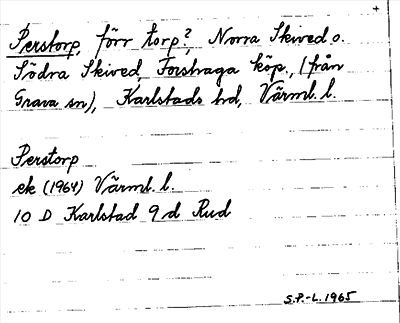 +
Perstorp, förr torp?, Norra Skived o.
Södra Skived, Forshaga köp., (från
Grava sn), Karlstads hd, Värml. l.
Perstorp
ek (1964) Värml. l.
10 D Karlstad 9 d Rud
S.P.-L. 1965